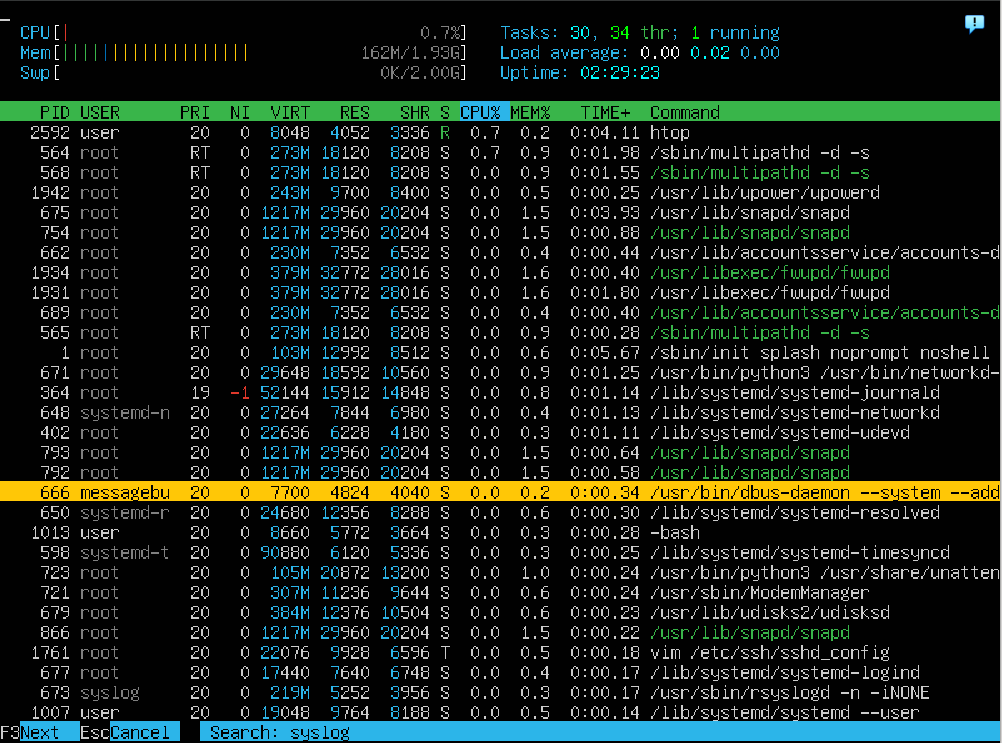 CPU[| 0.7%] Tasks: 30, 34 thr; 1 running
Mem[||||||||||||||||||| 162M/1.93G] Load average: 0.00 0.02 0.00
Swp[ 0K/2.00G] Uptime: 02:29:23
PID USER PRI NI VIRT RES SHR S CPU% MEM% TIME+ Command
2592 user 20 0 8048 4052 3336 R 0.7 0.2 0:04.11 htop
564 root RT 0 273M 18120 8208 S 0.7 0.9 0:01.98 /sbin/multipathd -d -s
568 root RT 0 273M 18120 8208 S 0.0 0.9 0:01.55 /sbin/multipathd -d -s
1942 root 20 0 243M 9700 8400 S 0.0 0.5 0:00.25 /usr/lib/upower/upowerd
675 root 20 0 1217M 29960 20204 S 0.0 1.5 0:03.93 /usr/lib/snapd/snapd
754 root 20 0 1217M 29960 20204 S 0.0 1.5 0:00.88 /usr/lib/snapd/snapd
662 root 20 0 230M 7352 6532 S 0.0 0.4 0:00.44 /usr/lib/accountsservice/accounts-d
1934 root 20 0 379M 32772 28016 S 0.0 1.6 0:00.40 /usr/libexec/fwupd/fwupd
1931 root 20 0 379M 32772 28016 S 0.0 1.6 0:01.80 /usr/libexec/fwupd/fwupd
689 root 20 0 230M 7352 6532 S 0.0 0.4 0:00.40 /usr/lib/accountsservice/accounts-d
565 root RT 0 273M 18120 8208 S 0.0 0.9 0:00.28 /sbin/multipathd -d -s
1 root 20 0 103M 12992 8512 S 0.0 0.6 0:05.67 /sbin/init splash noprompt noshell
671 root 20 0 29648 18592 10560 S 0.0 0.9 0:01.25 /usr/bin/python3 /usr/bin/networkd-
364 root 19 -1 52144 15912 14848 S 0.0 0.8 0:01.14 /lib/systemd/systemd-journald
648 systemd-n 20 0 27264 7844 6980 S 0.0 0.4 0:01.13 /lib/systemd/systemd-networkd
402 root 20 0 22636 6228 4180 S 0.0 0.3 0:01.11 /lib/systemd/systemd-udevd
793 root 20 0 1217M 29960 20204 S 0.0 1.5 0:00.64 /usr/lib/snapd/snapd
792 root 20 0 1217M 29960 20204 S 0.0 1.5 0:00.58 /usr/lib/snapd/snapd
666 messagebu 20 0 7700 4824 4040 S 0.0 0.2 0:00.34 /usr/bin/dbus-daemon --system --add
650 systemd-r 20 0 24680 12356 8288 S 0.0 0.6 0:00.30 /lib/systemd/systemd-resolved
1013 user 20 0 8660 5772 3664 S 0.0 0.3 0:00.28 -bash
598 systemd-t 20 0 90880 6120 5336 S 0.0 0.3 0:00.25 /lib/systemd/systemd-timesyncd
723 root 20 0 105M 20872 13200 S 0.0 1.0 0:00.24 /usr/bin/python3 /usr/share/unatten
721 root 20 0 307M 11236 9644 S 0.0 0.6 0:00.24 /usr/sbin/ModemManager
679 root 20 0 384M 12376 10504 S 0.0 0.6 0:00.23 /usr/lib/udisks2/udisksd
866 root 20 0 1217M 29960 20204 S 0.0 1.5 0:00.22 /usr/lib/snapd/snapd
1761 root 20 0 22076 9928 6596 T 0.0 0.5 0:00.18 vim /etc/ssh/sshd_config
677 root 20 0 17440 7640 6748 S 0.0 0.4 0:00.17 /lib/systemd/systemd-logind
673 syslog 20 0 219M 5252 3956 S 0.0 0.3 0:00.17 /usr/sbin/rsyslogd -n -iNONE
1007 user 20 0 19048 9764 8188 S 0.0 0.5 0:00.14 /lib/systemd/systemd --user
F3Next EscCancel Search: syslog